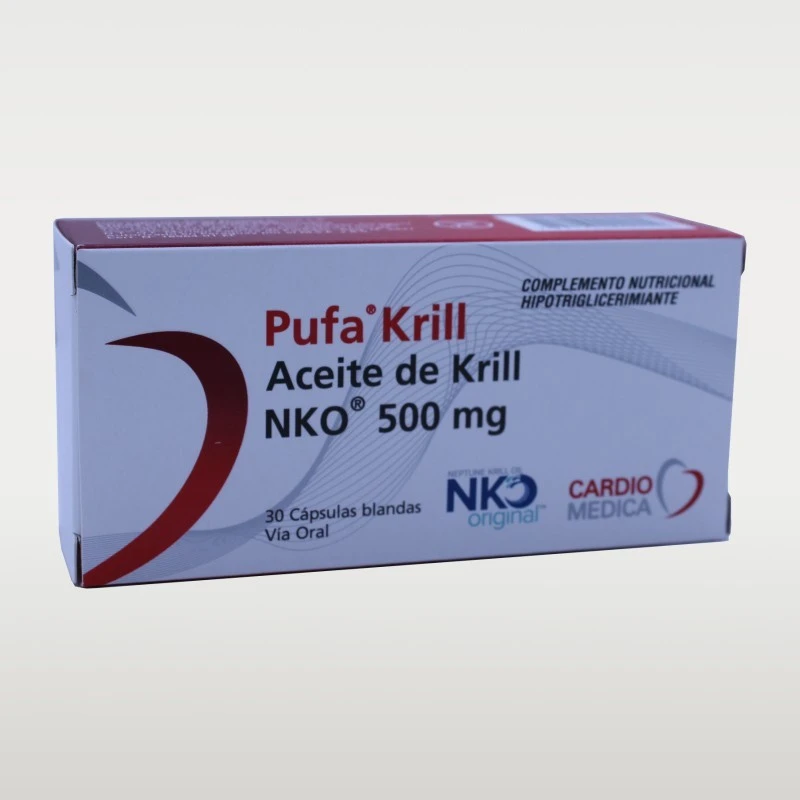 COMPLEMENTO NUTRICIONAL
HIPOTRIGLICERIMIANTE
Pufa® Krill
Aceite de Krill
NKO® 500 mg
30 Cápsulas blandas
Vía Oral
NEPTUNE KRILL OIL
NKO
original™
CARDIO
MEDICA